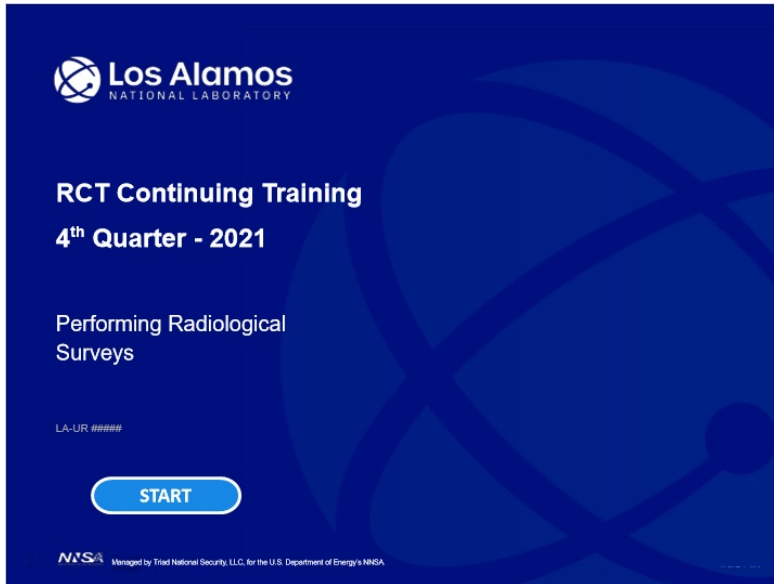 Los Alamos
NATIONAL LABORATORY
RCT Continuing Training
4th Quarter - 2021
Performing Radiological
Surveys
LA-UR #####
START
NNSA Managed by Triad National Security, LLC, for the U.S. Department of Energy's NNSA.